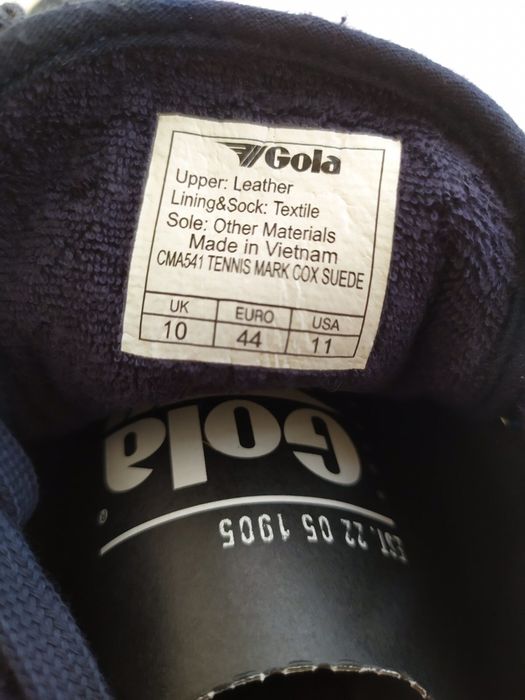 Gola
Upper: Leather
Lining&Sock: Textile
Sole: Other Materials
Made in Vietnam
CMA541 TENNIS MARK COX SUEDE
UK EURO USA
10 44 11
Gola
®
EST. 22 05 1905